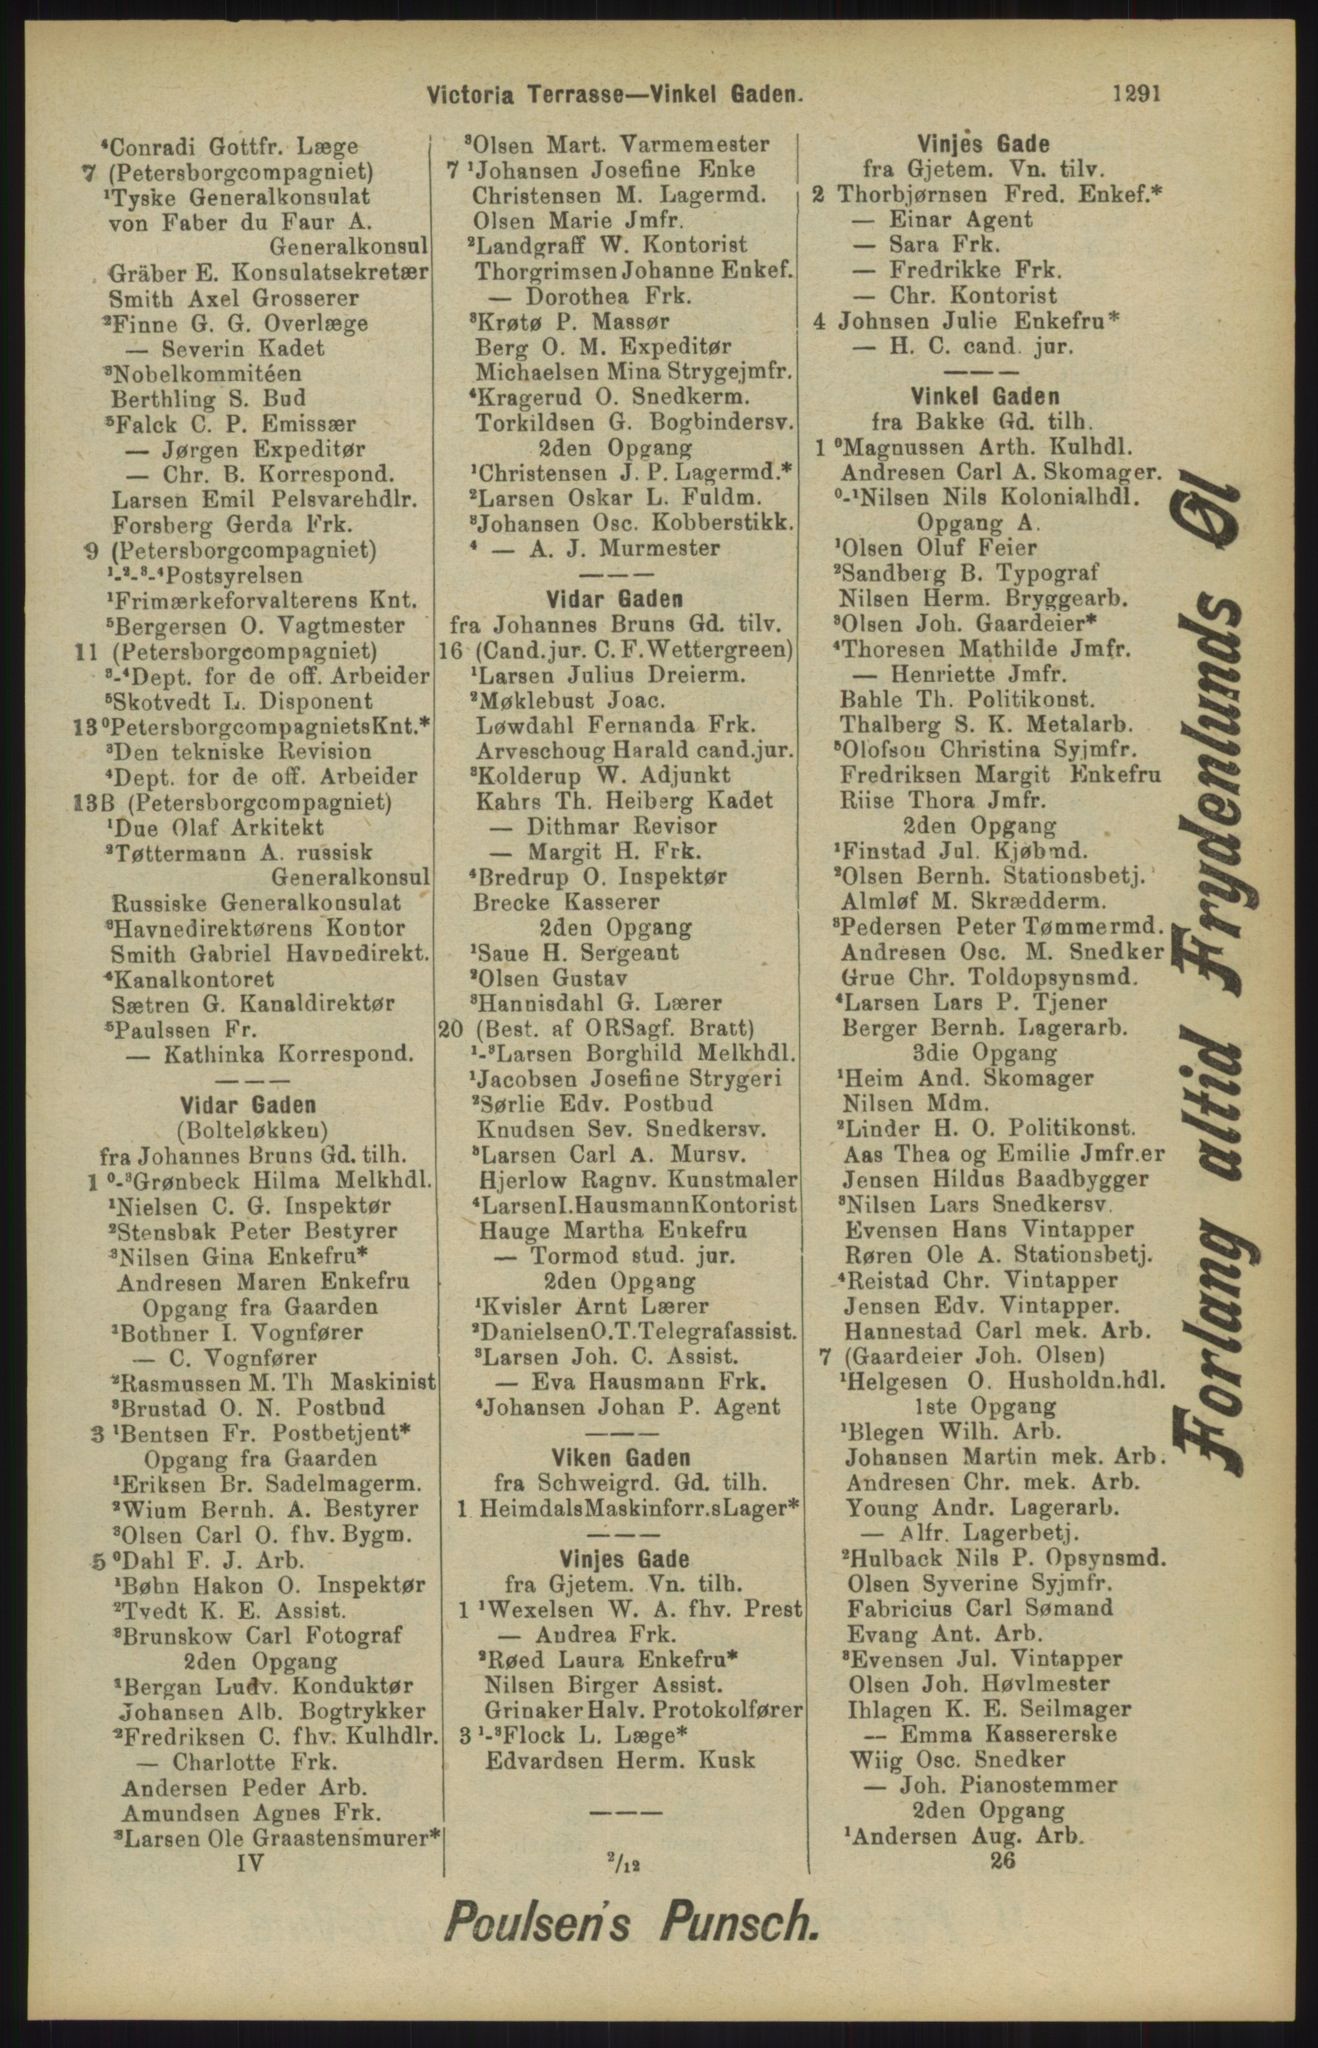 Victoria Terrasse—Vinkel Gaden. 1291
⁴Conradi Gottfr. Læge
7 (Petersborgcompagniet)
¹Tyske Generalkonsulat
von Faber du Faur A.
Generalkonsul
Gräber E. Konsulatsekretær
Smith Axel Grosserer
²Finne G. G. Overlæge
— Severin Kadet
³Nobelkommitéen
Berthling S. Bud
⁵Falck C. P. Emissær
— Jørgen Expeditør
— Chr. B. Korrespond.
Larsen Emil Pelsvarehdlr.
Forsberg Gerda Frk.
9 (Petersborgcompagniet)
¹-²-³-⁴Postsyrelsen
¹Frimærkeforvalterens Knt.
⁵Bergersen O. Vagtmester
11 (Petersborgcompagniet)
³-⁴Dept. for de off. Arbeider
⁵Skotvedt L. Disponent
13 ⁰PetersborgcompagnietsKnt.*
³Den tekniske Revision
⁴Dept. for de off. Arbeider
13B (Petersborgcompagniet)
¹Due Olaf Arkitekt
²Tøttermann A. russisk
Generalkonsul
Russiske Generalkonsulat
³Havnedirektørens Kontor
Smith Gabriel Havnedirekt.
⁴Kanalkontoret
Sætren G. Kanaldirektør
⁵Paulssen Fr.
— Kathinka Korrespond.
———
Vidar Gaden
(Bolteløkken)
fra Johannes Bruns Gd. tilh.
1 ⁰-³Grønbeck Hilma Melkhdl.
¹Nielsen C. G. Inspektør
²Stensbak Peter Bestyrer
³Nilsen Gina Enkefru*
Andresen Maren Enkefru
Opgang fra Gaarden
¹Bothner I. Vognfører
— C. Vognfører
²Rasmussen M. Th Maskinist
³Brustad O. N. Postbud
3 ¹Bentsen Fr. Postbetjent*
Opgang fra Gaarden
¹Eriksen Br. Sadelmagerm.
²Wium Bernh. A. Bestyrer
³Olsen Carl O. fhv. Bygm.
5 ⁰Dahl F. J. Arb.
¹Bøhn Hakon O. Inspektør
²Tvedt K. E. Assist.
³Brunskow Carl Fotograf
2den Opgang
¹Bergan Ludv. Konduktør
Johansen Alb. Bogtrykker
²Fredriksen C. fhv. Kulhdlr.
— Charlotte Frk.
Andersen Peder Arb.
Amundsen Agnes Frk.
³Larsen Ole Graastensmurer*
IV
³Olsen Mart. Varmemester
7 ¹Johansen Josefine Enke
Christensen M. Lagermd.
Olsen Marie Jmfr.
²Landgraff W. Kontorist
Thorgrimsen Johanne Enkef.
— Dorothea Frk.
³Krøtø P. Massør
Berg O. M. Expeditør
Michaelsen Mina Strygejmfr.
⁴Kragerud O. Snedkerm.
Torkildsen G. Bogbindersv.
2den Opgang
¹Christensen J. P. Lagermd.*
²Larsen Oskar L. Fuldm.
³Johansen Osc. Kobberstikk.
⁴ — A. J. Murmester
———
Vidar Gaden
fra Johannes Bruns Gd. tilv.
16 (Cand.jur. C. F. Wettergreen)
¹Larsen Julius Dreierm.
²Møklebust Joac.
Løwdahl Fernanda Frk.
Arveschoug Harald cand.jur.
³Kolderup W. Adjunkt
Kahrs Th. Heiberg Kadet
— Dithmar Revisor
— Margit H. Frk.
⁴Bredrup O. Inspektør
Brecke Kasserer
2den Opgang
¹Saue H. Sergeant
²Olsen Gustav
³Hannisdahl G. Lærer
20 (Best. af ORSagf. Bratt)
¹-³Larsen Borghild Melkhdl.
¹Jacobsen Josefine Strygeri
²Sørlie Edv. Postbud
Knudsen Sev. Snedkersv.
³Larsen Carl A. Mursv.
Hjerlow Ragnv. Kunstmaler
⁴LarsenI.HausmannKontorist
Hauge Martha Enkefru
— Tormod stud. jur.
2den Opgang
¹Kvisler Arnt Lærer
²DanielsenO.T.Telegrafassist.
³Larsen Joh. C. Assist.
— Eva Hausmann Frk.
⁴Johansen Johan P. Agent
———
Viken Gaden
fra Schweigrd. Gd. tilh.
1 HeimdalsMaskinforr.sLager*
———
Vinjes Gade
fra Gjetem. Vn. tilh.
1 ¹Wexelsen W. A. fhv. Prest
— Audrea Frk.
²Røed Laura Enkefru*
Nilsen Birger Assist.
Grinaker Halv. Protokolfører
3 ¹-³Flock L. Læge*
Edvardsen Herm. Kusk
———
²/₁₂
Vinjes Gade
fra Gjetem. Vn. tilv.
2 Thorbjørnsen Fred. Enkef.*
— Einar Agent
— Sara Frk.
— Fredrikke Frk.
— Chr. Kontorist
4 Johnsen Julie Enkefru*
— H. C. cand. jur.
———
Vinkel Gaden
fra Bakke Gd. tilh.
1 ⁰Magnussen Arth. Kulhdl.
Andresen Carl A. Skomager.
⁰-¹Nilsen Nils Kolonialhdl.
Opgang A.
¹Olsen Oluf Feier
²Sandberg B. Typograf
Nilsen Herm. Bryggearb.
³Olsen Joh. Gaardeier*
⁴Thoresen Mathilde Jmfr.
— Henriette Jmfr.
Bahle Th. Politikonst.
Thalberg S. K. Metalarb.
⁵Olofson Christina Syjmfr.
Fredriksen Margit Enkefru
Riise Thora Jmfr.
2den Opgang
¹Finstad Jul. Kjøbmd.
²Olsen Bernh. Stationsbetj.
Almløf M. Skrædderm.
³Pedersen Peter Tømmermd.
Andresen Osc. M. Snedker
Grue Chr. Toldopsynsmd.
⁴Larsen Lars P. Tjener
Berger Bernh. Lagerarb.
3die Opgang
¹Heim And. Skomager
Nilsen Mdm.
²Linder H. O. Politikonst.
Aas Thea og Emilie Jmfr.er
Jensen Hildus Baadbygger
³Nilsen Lars Snedkersv.
Evensen Hans Vintapper
Røren Ole A. Stationsbetj.
⁴Reistad Chr. Vintapper
Jensen Edv. Vintapper.
Hannestad Carl mek. Arb.
7 (Gaardeier Joh. Olsen)
¹Helgesen O. Husholdn.hdl.
1ste Opgang
¹Blegen Wilh. Arb.
Johansen Martin mek. Arb.
Andresen Chr. mek. Arb.
Young Andr. Lagerarb.
— Alfr. Lagerbetj.
²Hulback Nils P. Opsynsmd.
Olsen Syverine Syjmfr.
Fabricius Carl Sømand
Evang Ant. Arb.
³Evensen Jul. Vintapper
Olsen Joh. Høvlmester
Ihlagen K. E. Seilmager
— Emma Kassererske
Wiig Osc. Snedker
— Joh. Pianostemmer
2den Opgang
¹Andersen Aug. Arb.
26
Forlang altid Frydenlunds Øl
Poulsen's Punsch.